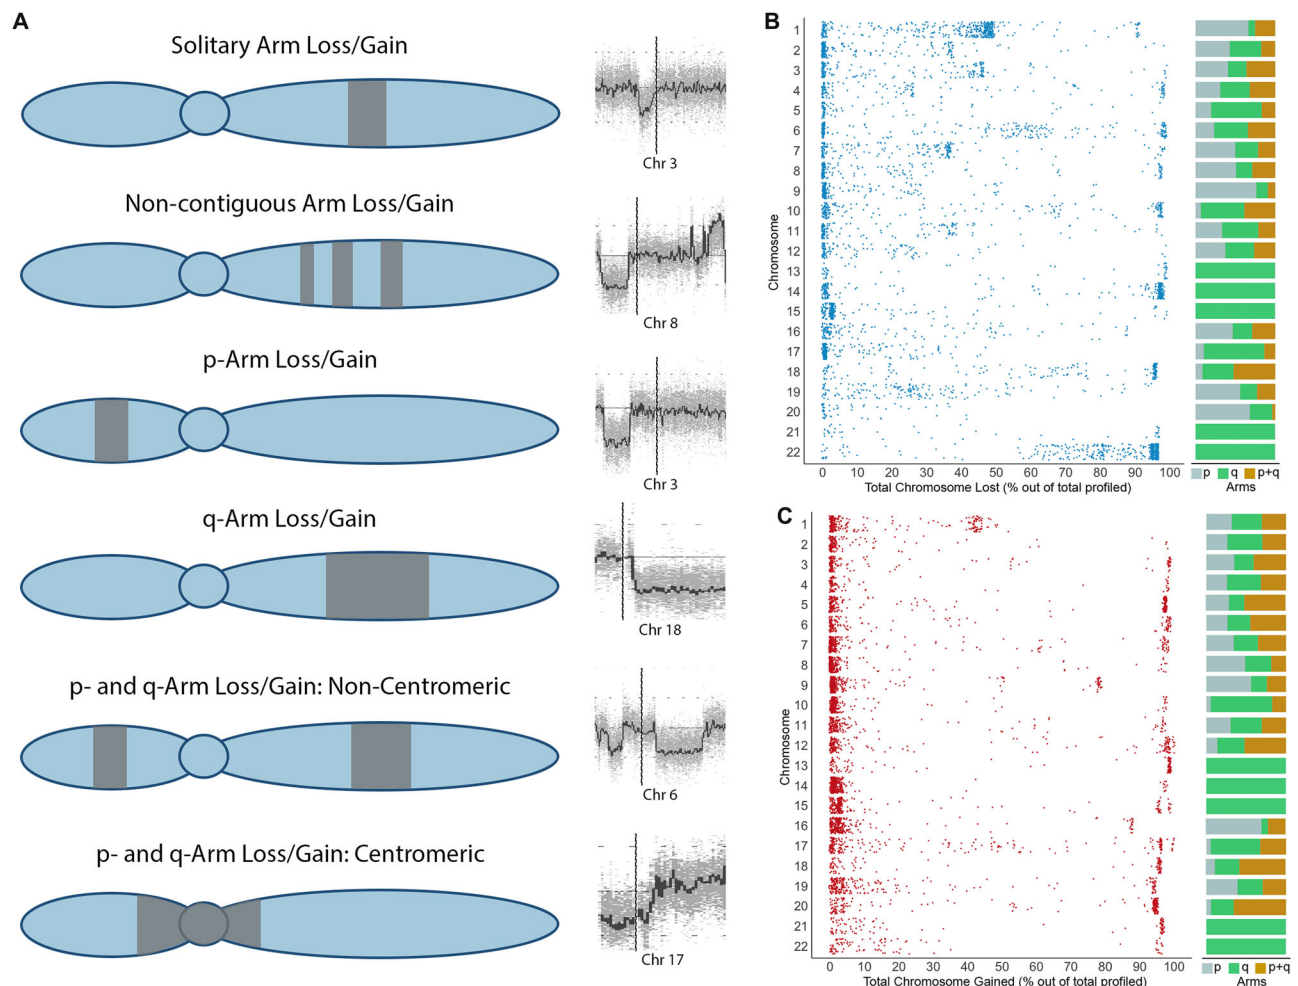 A
Solitary Arm Loss/Gain
Chr 3
Non-contiguous Arm Loss/Gain
Chr 8
p-Arm Loss/Gain
Chr 3
q-Arm Loss/Gain
Chr 18
p- and q-Arm Loss/Gain: Non-Centromeric
Chr 6
p- and q-Arm Loss/Gain: Centromeric
Chr 17
B
Chromosome
1
2
3
4
5
6
7
8
9
10
11
12
13
14
15
16
17
18
19
20
21
22
0 10 20 30 40 50 60 70 80 90 100
Total Chromosome Lost (% out of total profiled)
p q p+q
Arms
C
Chromosome
1
2
3
4
5
6
7
8
9
10
11
12
13
14
15
16
17
18
19
20
21
22
0 10 20 30 40 50 60 70 80 90 100
Total Chromosome Gained (% out of total profiled)
p q p+q
Arms